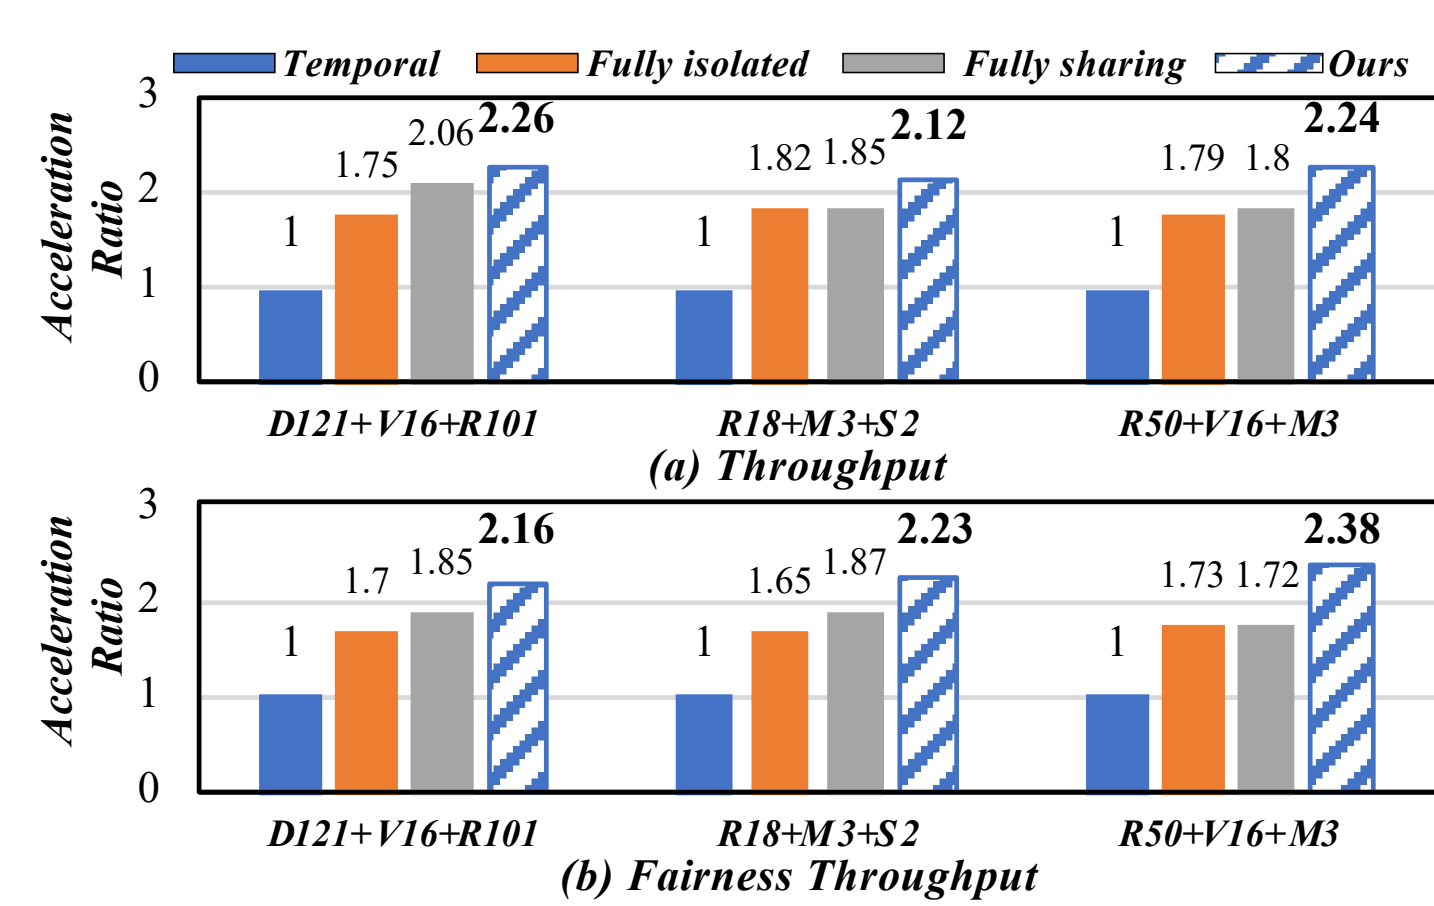 Temporal Fully isolated Fully sharing Ours
Acceleration
Ratio
3
2
1
0
1 1.75 2.06 2.26
1 1.82 1.85 2.12
1 1.79 1.8 2.24
D121+V16+R101 R18+M3+S2 R50+V16+M3
(a) Throughput
Acceleration
Ratio
3
2
1
0
1 1.7 1.85 2.16
1 1.65 1.87 2.23
1 1.73 1.72 2.38
D121+V16+R101 R18+M3+S2 R50+V16+M3
(b) Fairness Throughput